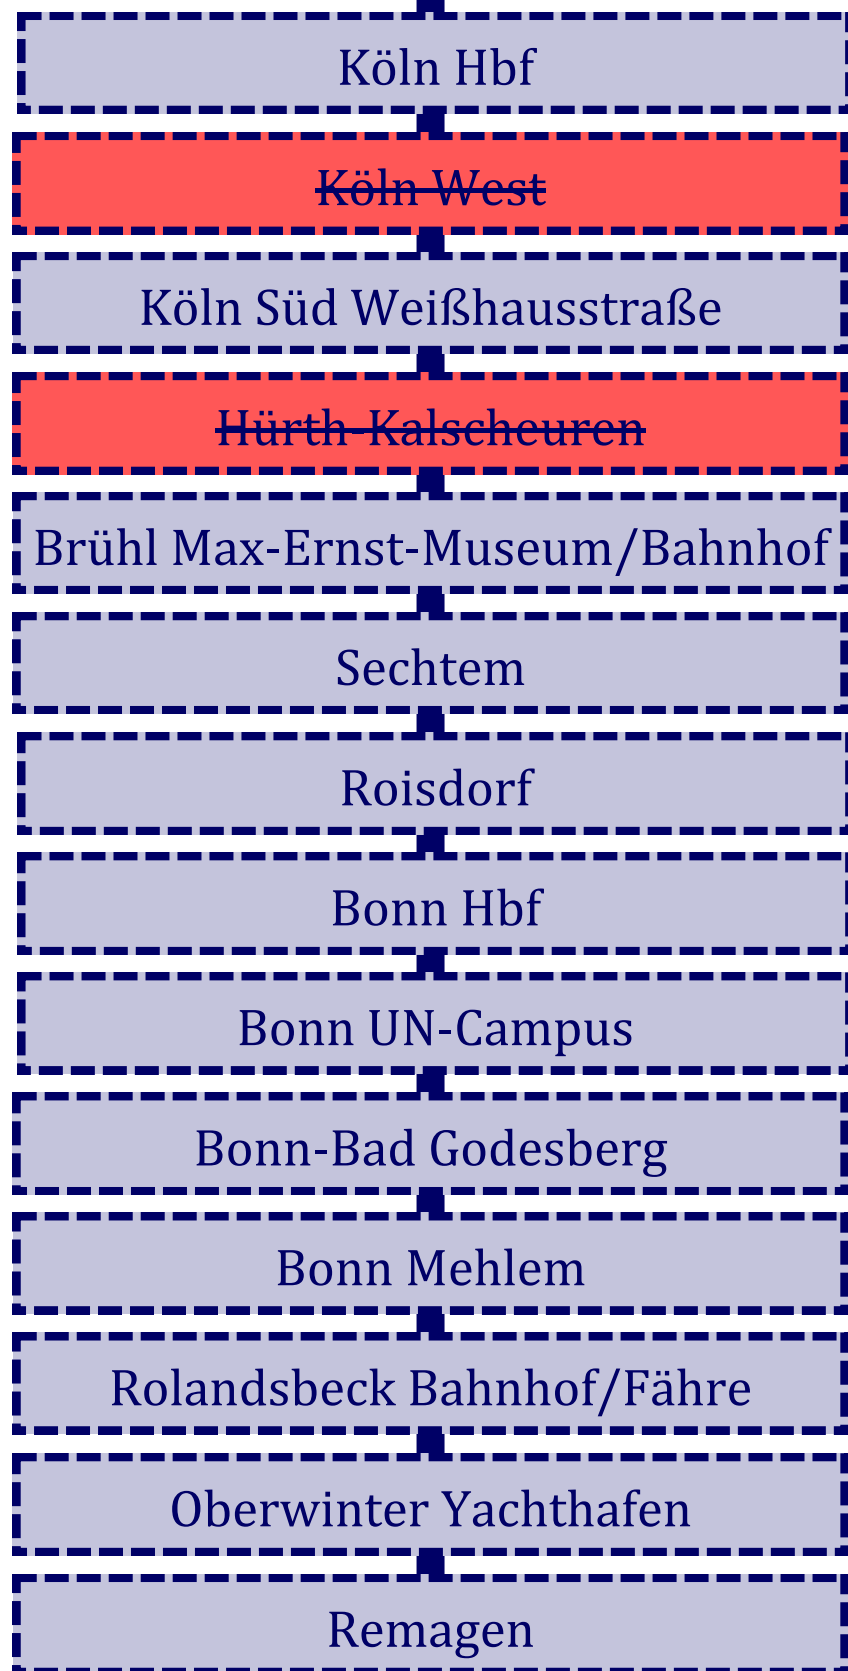 Köln Hbf
Köln West
Köln Süd Weißhausstraße
Hürth-Kalscheuren
Brühl Max-Ernst-Museum/Bahnhof
Sechtem
Roisdorf
Bonn Hbf
Bonn UN-Campus
Bonn-Bad Godesberg
Bonn Mehlem
Rolandsbeck Bahnhof/Fähre
Oberwinter Yachthafen
Remagen